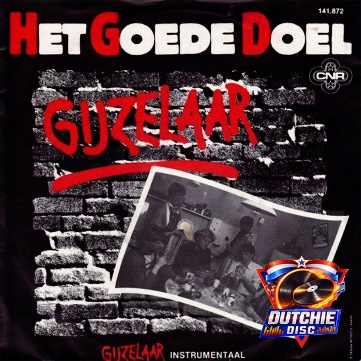 141.872
HET GOEDE DOEL
CNR
GIJZELAAR
DUTCHIE
DISC
GIJZELAAR INSTRUMENTAAL